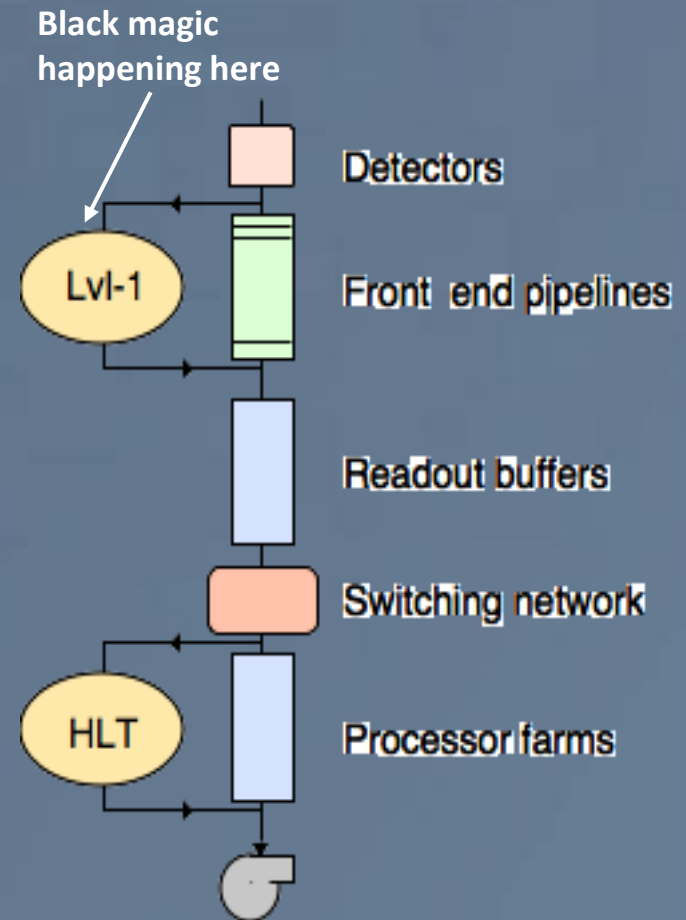 Black magic
happening here
Detectors
Lvl-1
Front end pipelines
Readout buffers
Switching network
HLT
Processor farms